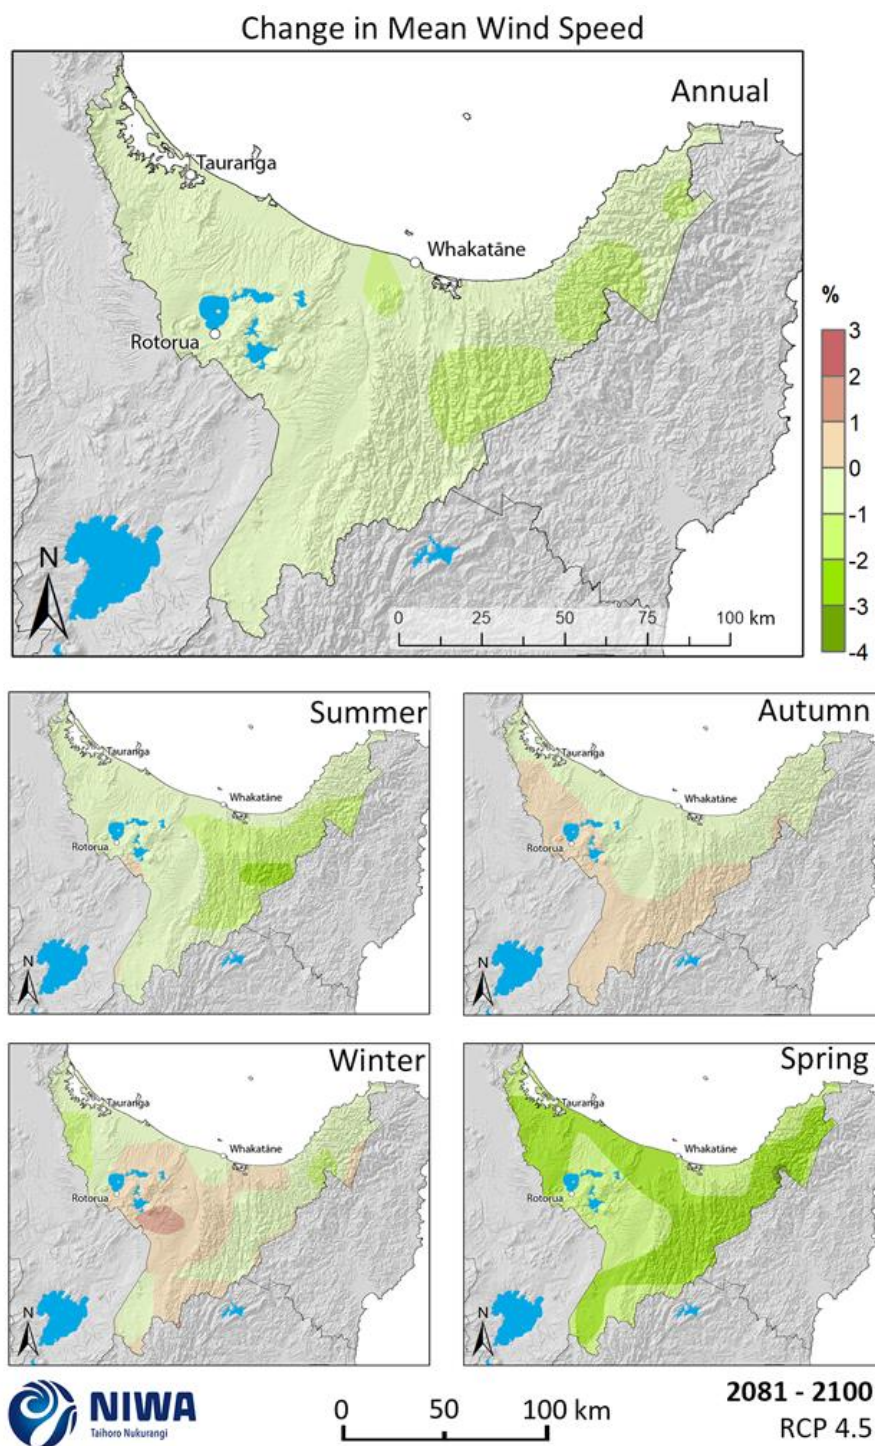 Change in Mean Wind Speed
Annual
Tauranga
Whakatāne
Rotorua
%
3
2
1
0
-1
-2
-3
-4
N
0 25 50 75 100 km
Summer
Tauranga
Whakatāne
Rotorua
N
Autumn
Tauranga
Whakatāne
Rotorua
N
Winter
Tauranga
Whakatāne
Rotorua
N
Spring
Tauranga
Whakatāne
Rotorua
N
NIWA
Taihoro Nukurangi
0 50 100 km
2081 - 2100
RCP 4.5